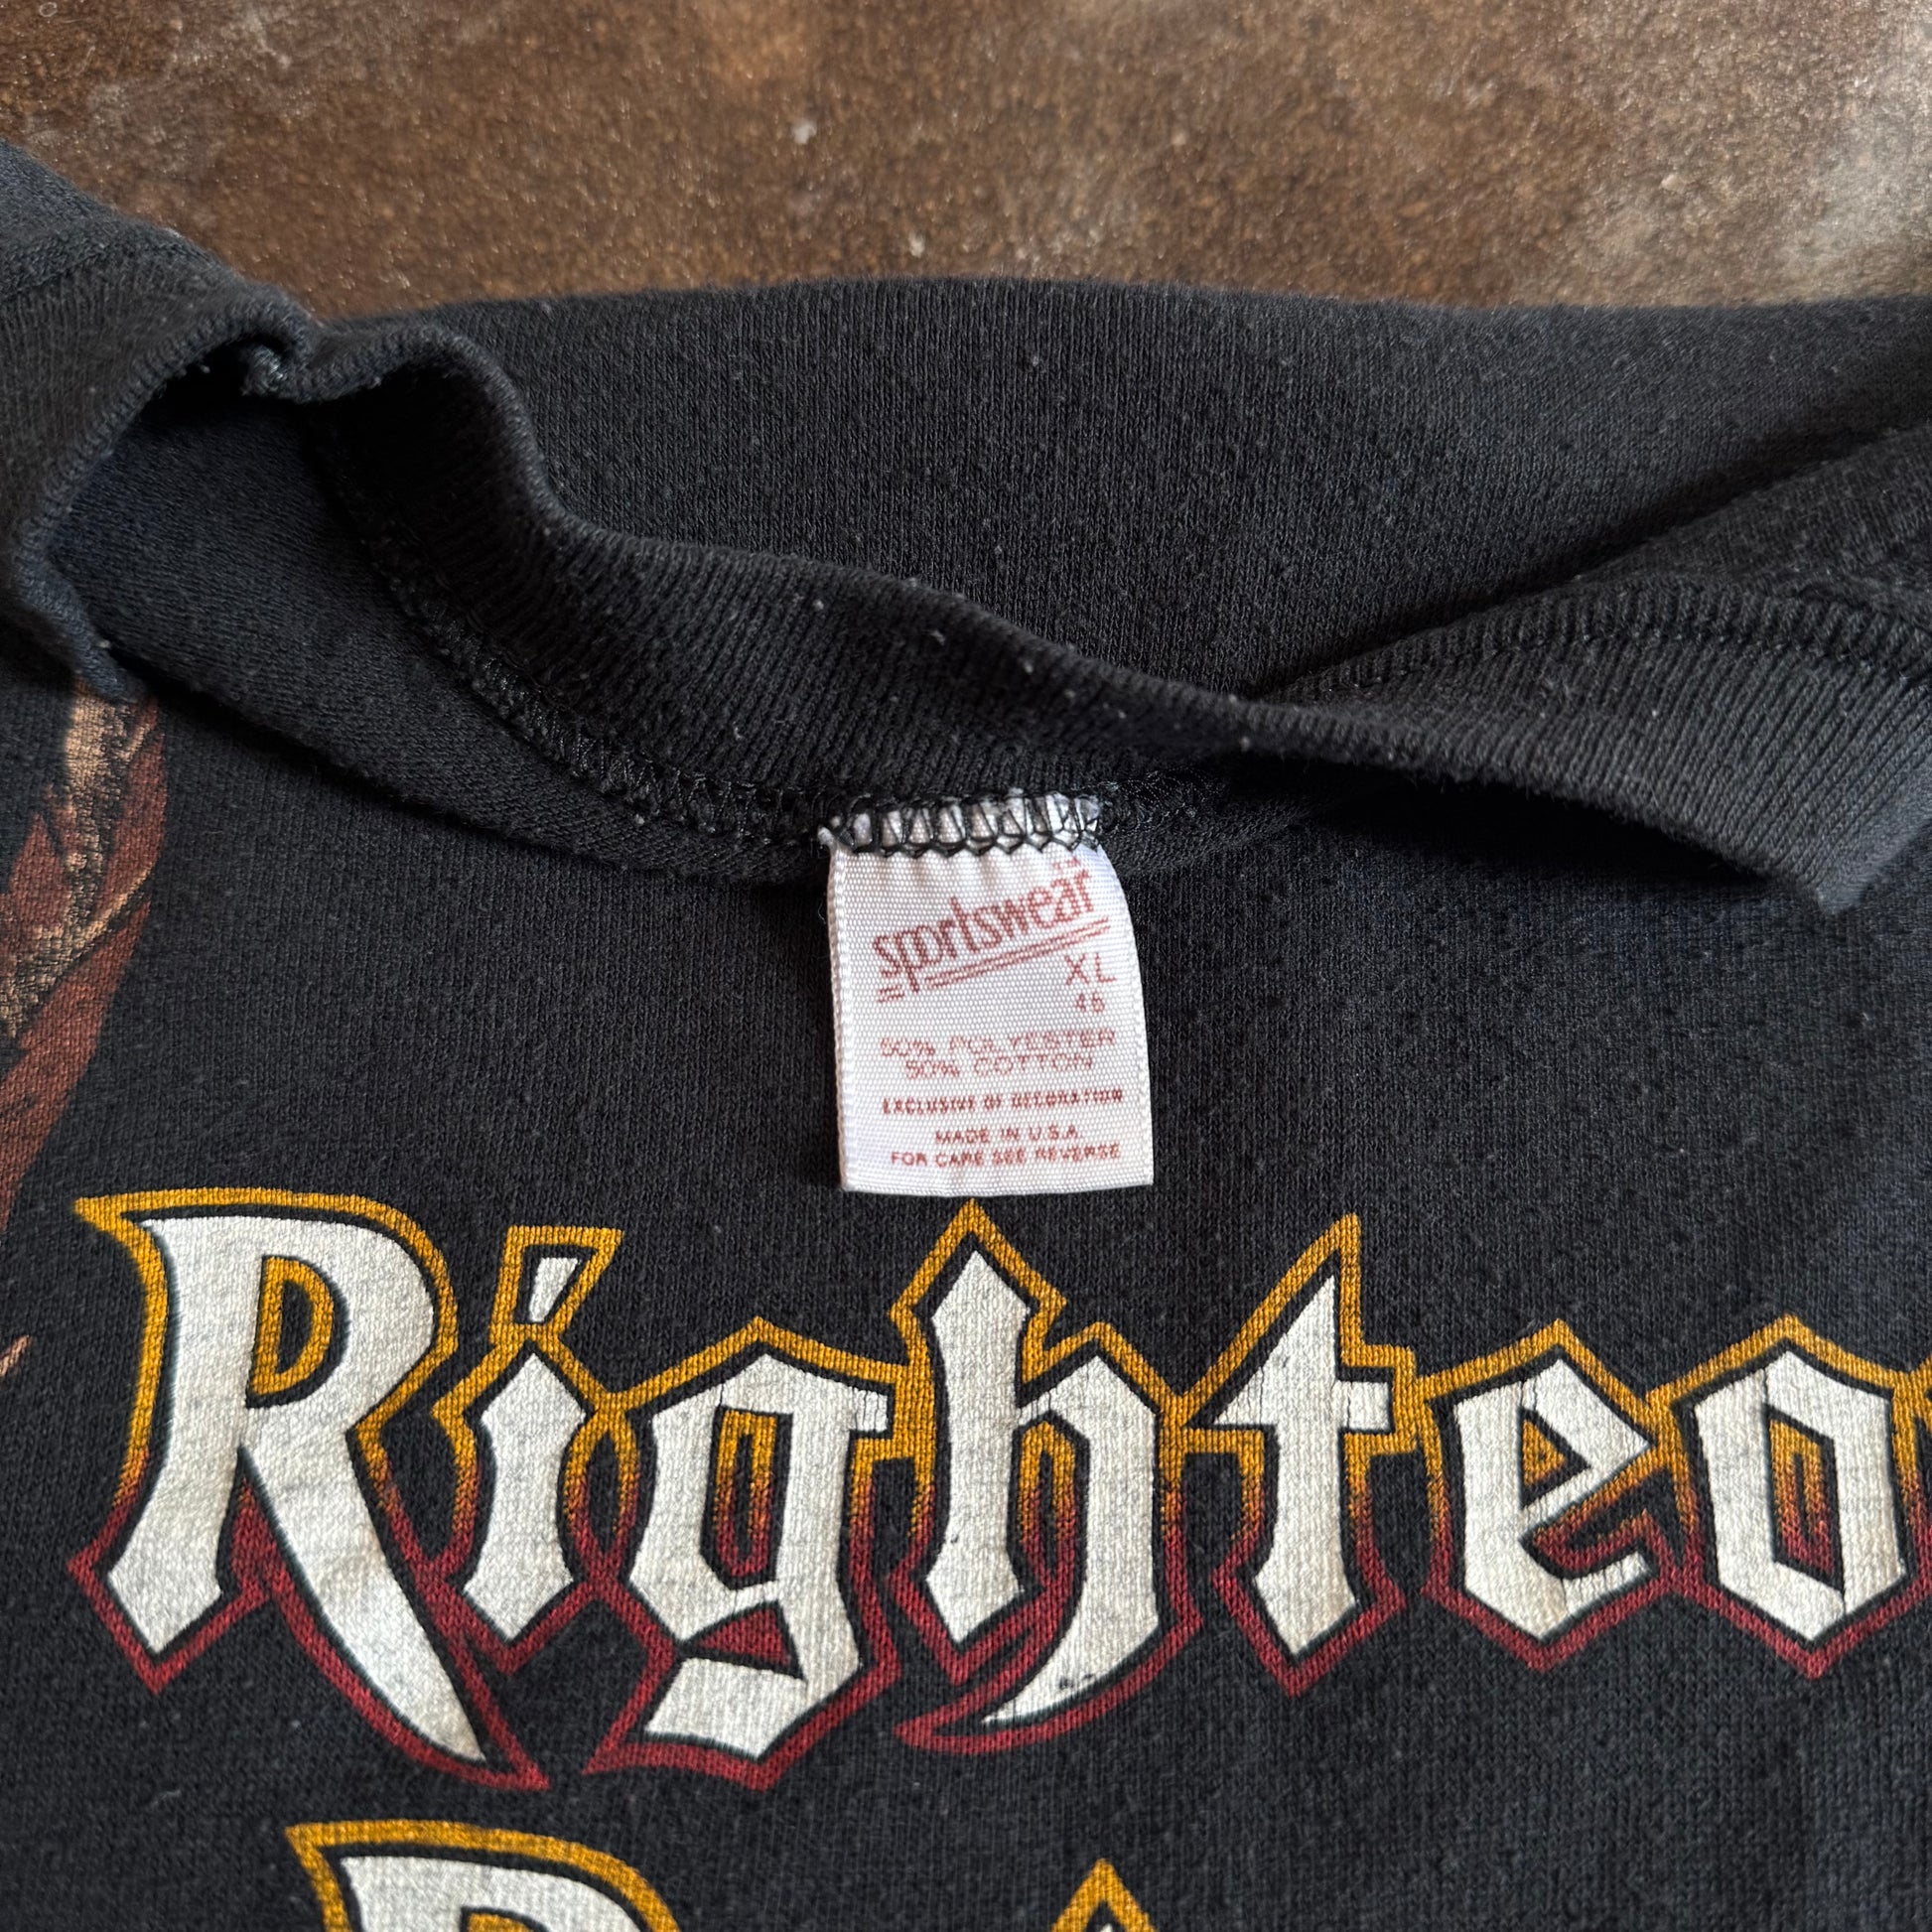 sportswear
XL
46
50% POLYESTER
50% COTTON
EXCLUSIVE OF DECORATION
MADE IN U.S.A
FOR CARE SEE REVERSE
Righteo